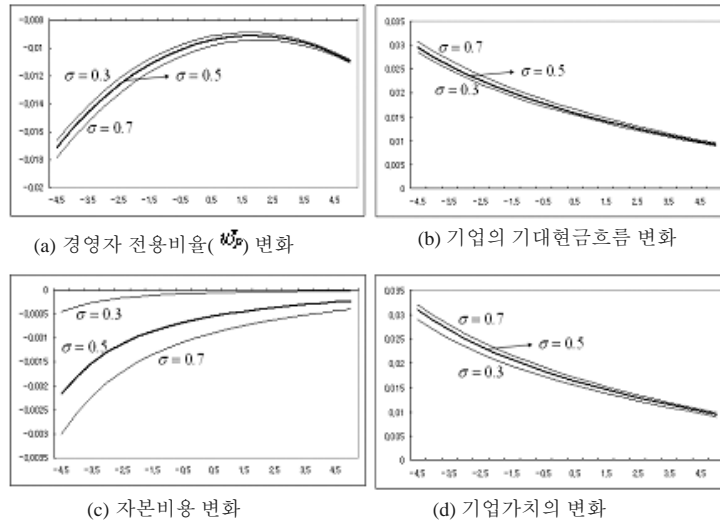 -0,008
-0,01
-0,012
-0,014
-0,016
-0,018
-0,02
σ = 0.3
σ = 0.5
σ = 0.7
-4,5 -3,5 -2,5 -1,5 -0,5 0,5 1,5 2,5 3,5 4,5
(a) 경영자 전용비율( ) 변화
0,035
0,03
0,025
0,02
0,015
0,01
0,005
0
σ = 0.7
σ = 0.5
σ = 0.3
-4,5 -3,5 -2,5 -1,5 -0,5 0,5 1,5 2,5 3,5 4,5
(b) 기업의 기대현금흐름 변화
0
-0,0005
-0,001
-0,0015
-0,002
-0,0025
-0,003
-0,0035
σ = 0.3
σ = 0.5
σ = 0.7
-4,5 -3,5 -2,5 -1,5 -0,5 0,5 1,5 2,5 3,5 4,5
(c) 자본비용 변화
0,035
0,03
0,025
0,02
0,015
0,01
0,005
0
σ = 0.7
σ = 0.5
σ = 0.3
-4,5 -3,5 -2,5 -1,5 -0,5 0,5 1,5 2,5 3,5 4,5
(d) 기업가치의 변화